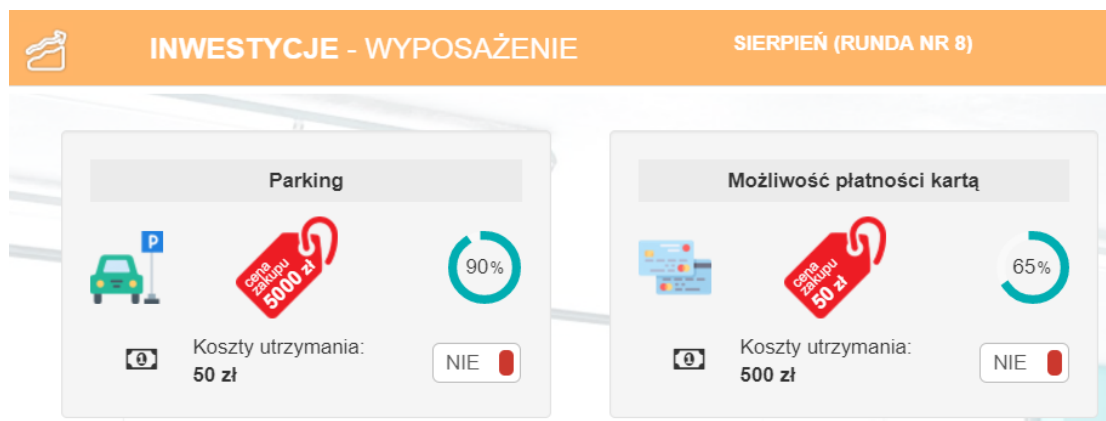 INWESTYCJE - WYPOSAŻENIE
SIERPIEŃ (RUNDA NR 8)
Parking
P
cena
zakupu
5000 zł
90%
Koszty utrzymania:
50 zł
NIE
Możliwość płatności kartą
cena
zakupu
50 zł
65%
Koszty utrzymania:
500 zł
NIE